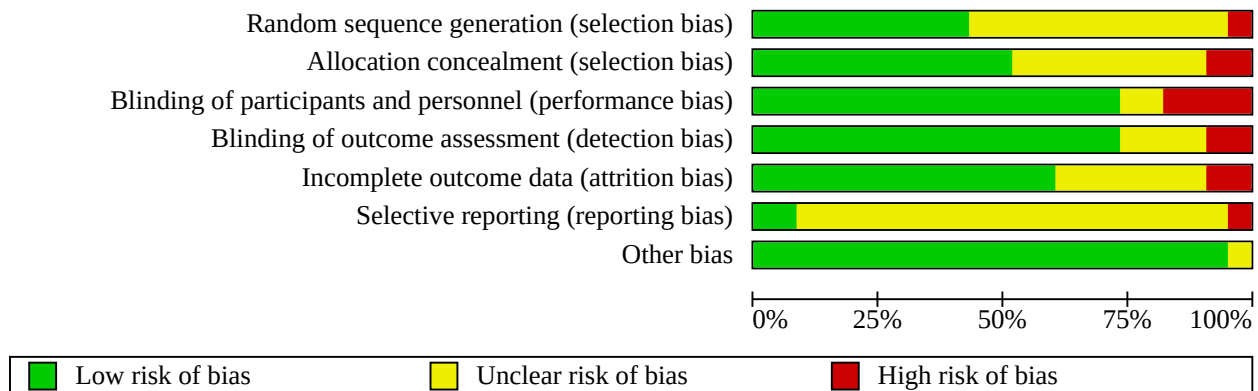 Random sequence generation (selection bias)
Allocation concealment (selection bias)
Blinding of participants and personnel (performance bias)
Blinding of outcome assessment (detection bias)
Incomplete outcome data (attrition bias)
Selective reporting (reporting bias)
Other bias
0% 25% 50% 75% 100%
Low risk of bias Unclear risk of bias High risk of bias